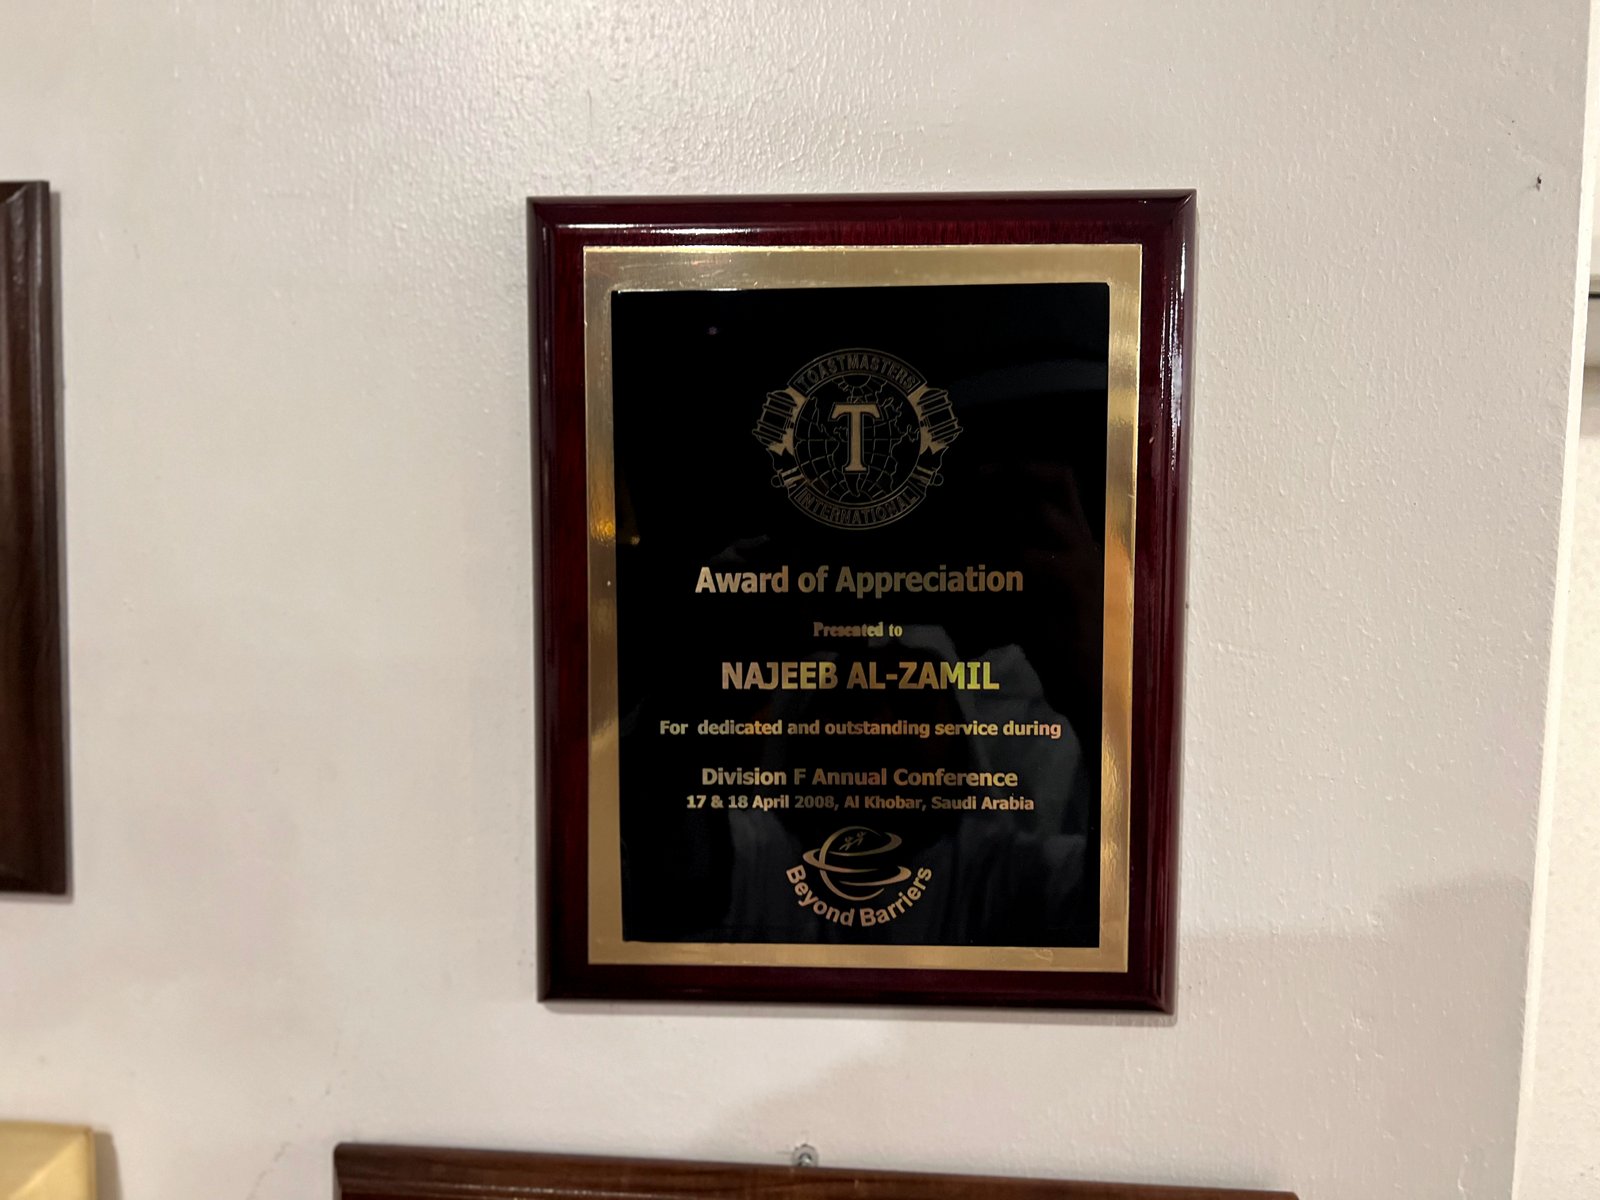 TOASTMASTERS
T
INTERNATIONAL
Award of Appreciation
Presented to
NAJEEB AL-ZAMIL
For dedicated and outstanding service during
Division F Annual Conference
17 & 18 April 2008, Al Khobar, Saudi Arabia
Beyond Barriers